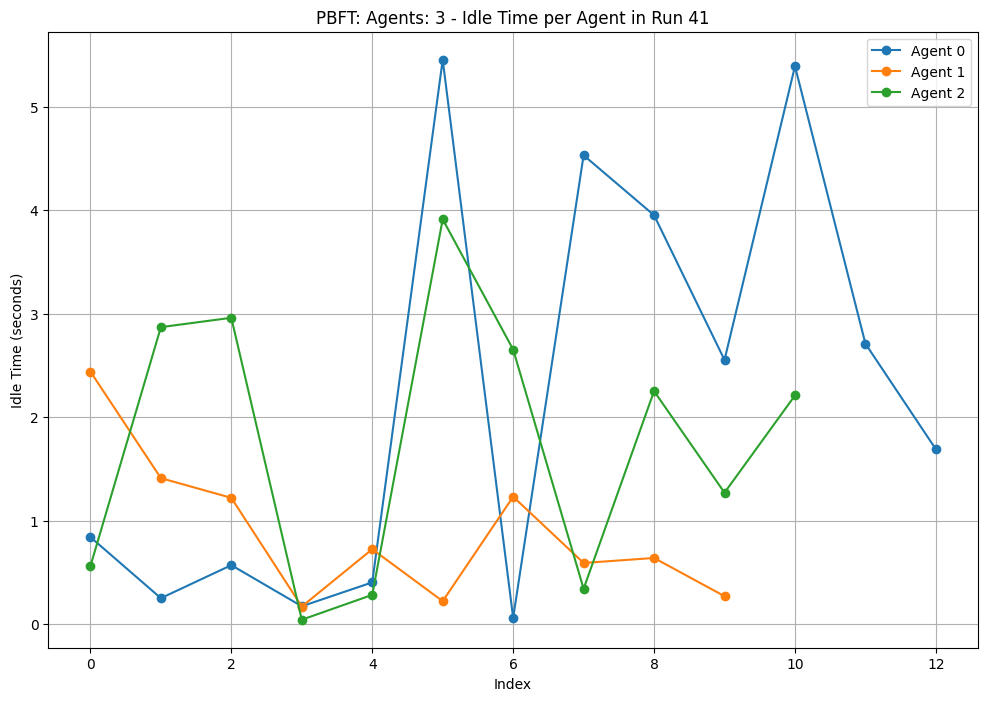 PBFT: Agents: 3 - Idle Time per Agent in Run 41
Agent 0
Agent 1
Agent 2
Idle Time (seconds)
5
4
3
2
1
0
0 2 4 6 8 10 12
Index